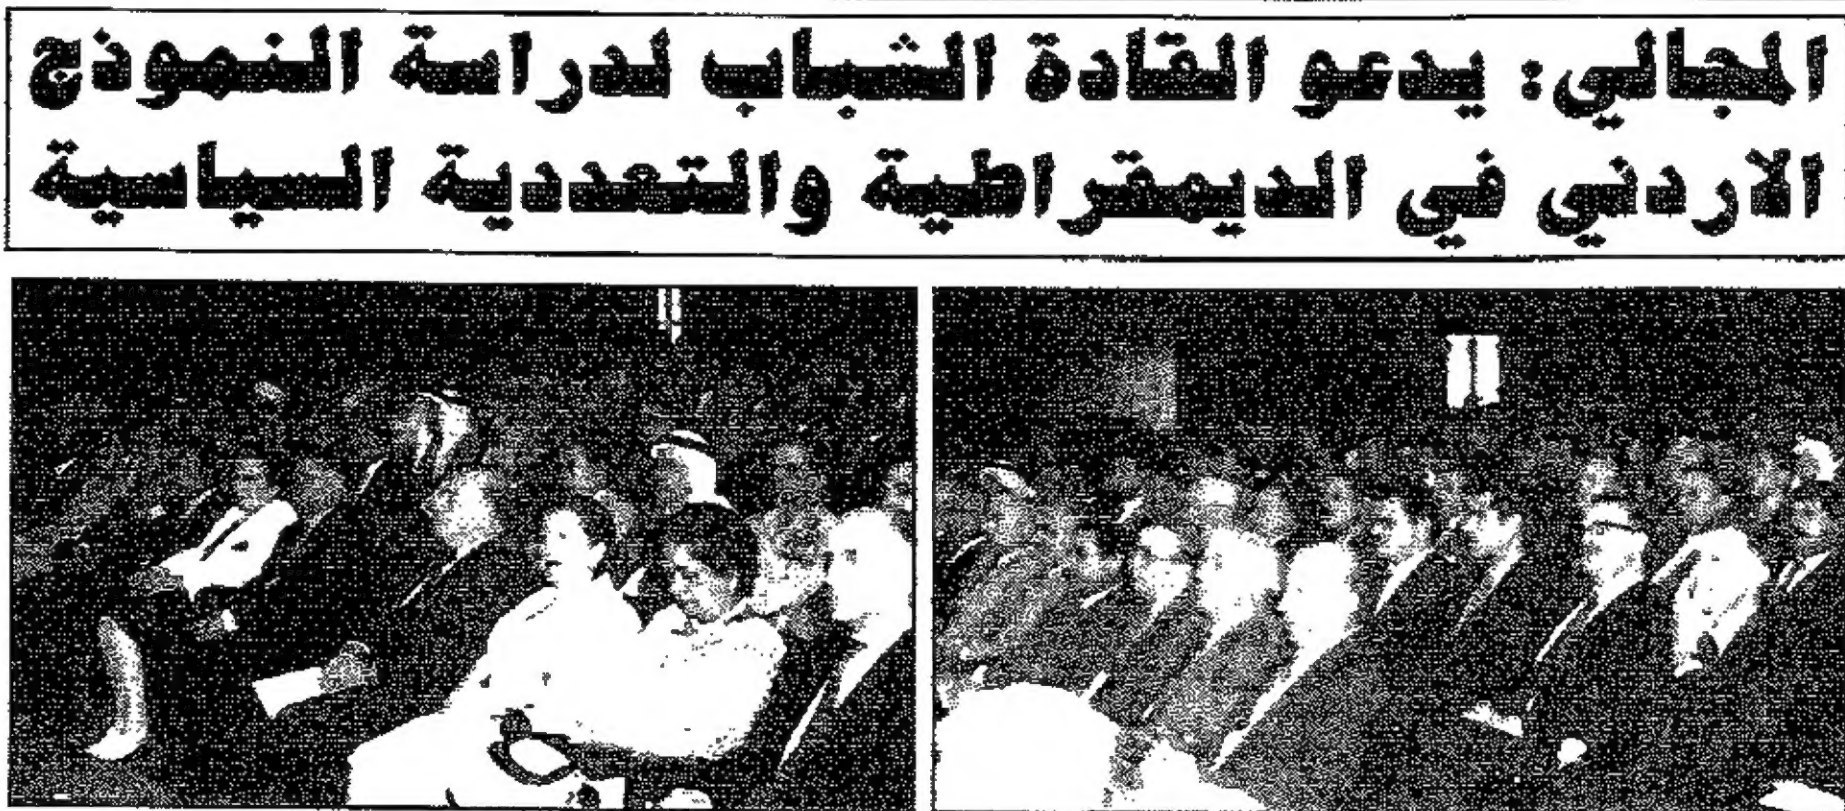 المجالي: يدعو القادة الشباب لدراسة النموذج
الاردني في الديمقراطية والتعددية السياسية